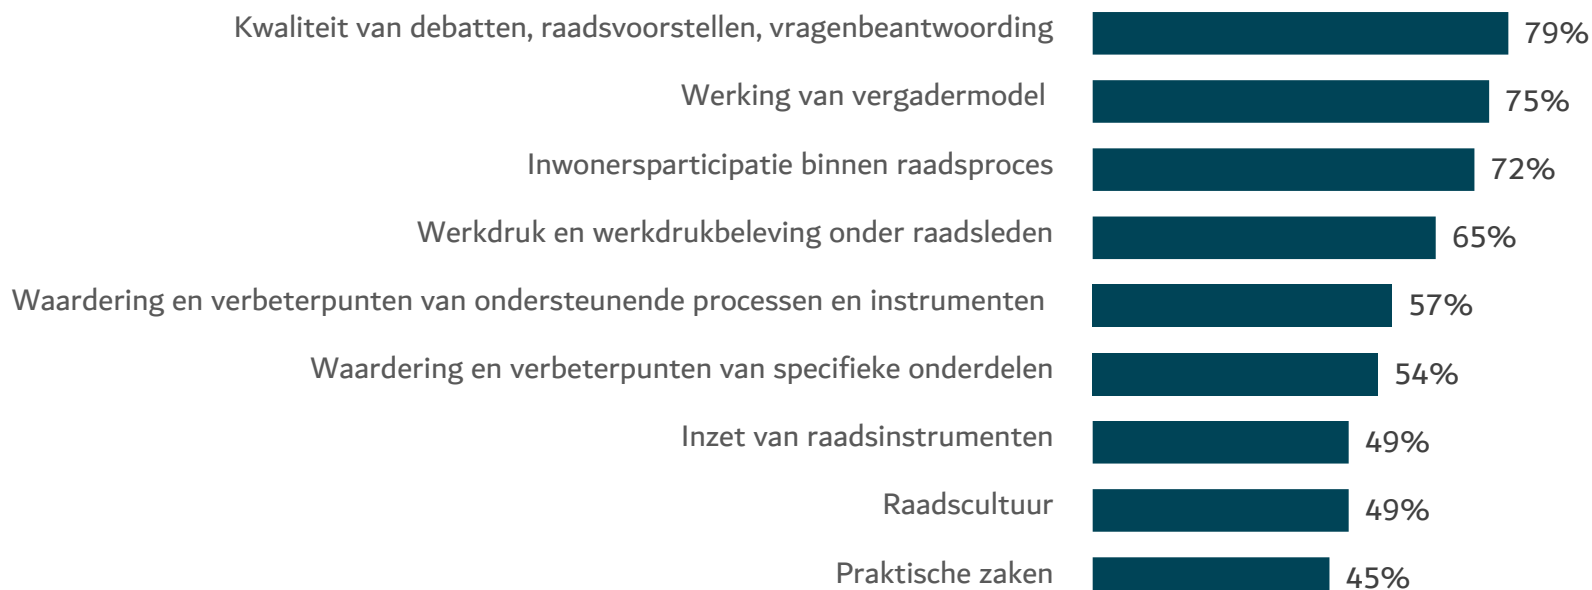 Kwaliteit van debatten, raadsvoorstellen, vragenbeantwoording 79%
Werking van vergadermodel 75%
Inwonersparticipatie binnen raadsproces 72%
Werkdruk en werkdrukbeleving onder raadsleden 65%
Waardering en verbeterpunten van ondersteunende processen en instrumenten 57%
Waardering en verbeterpunten van specifieke onderdelen 54%
Inzet van raadsinstrumenten 49%
Raadscultuur 49%
Praktische zaken 45%